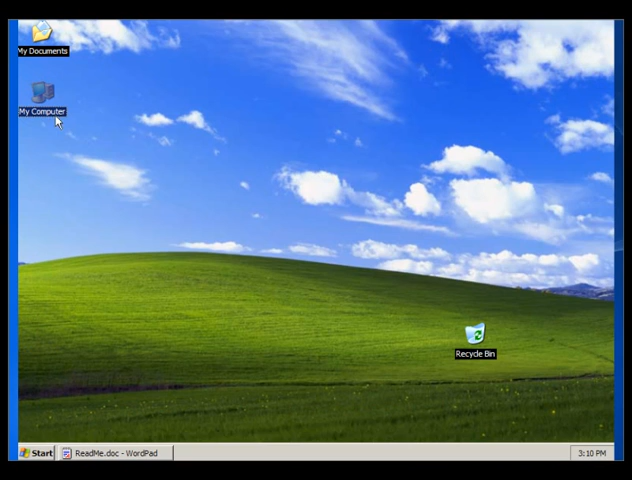 My Documents
My Computer
Recycle Bin
Start
ReadMe.doc - WordPad
3:10 PM